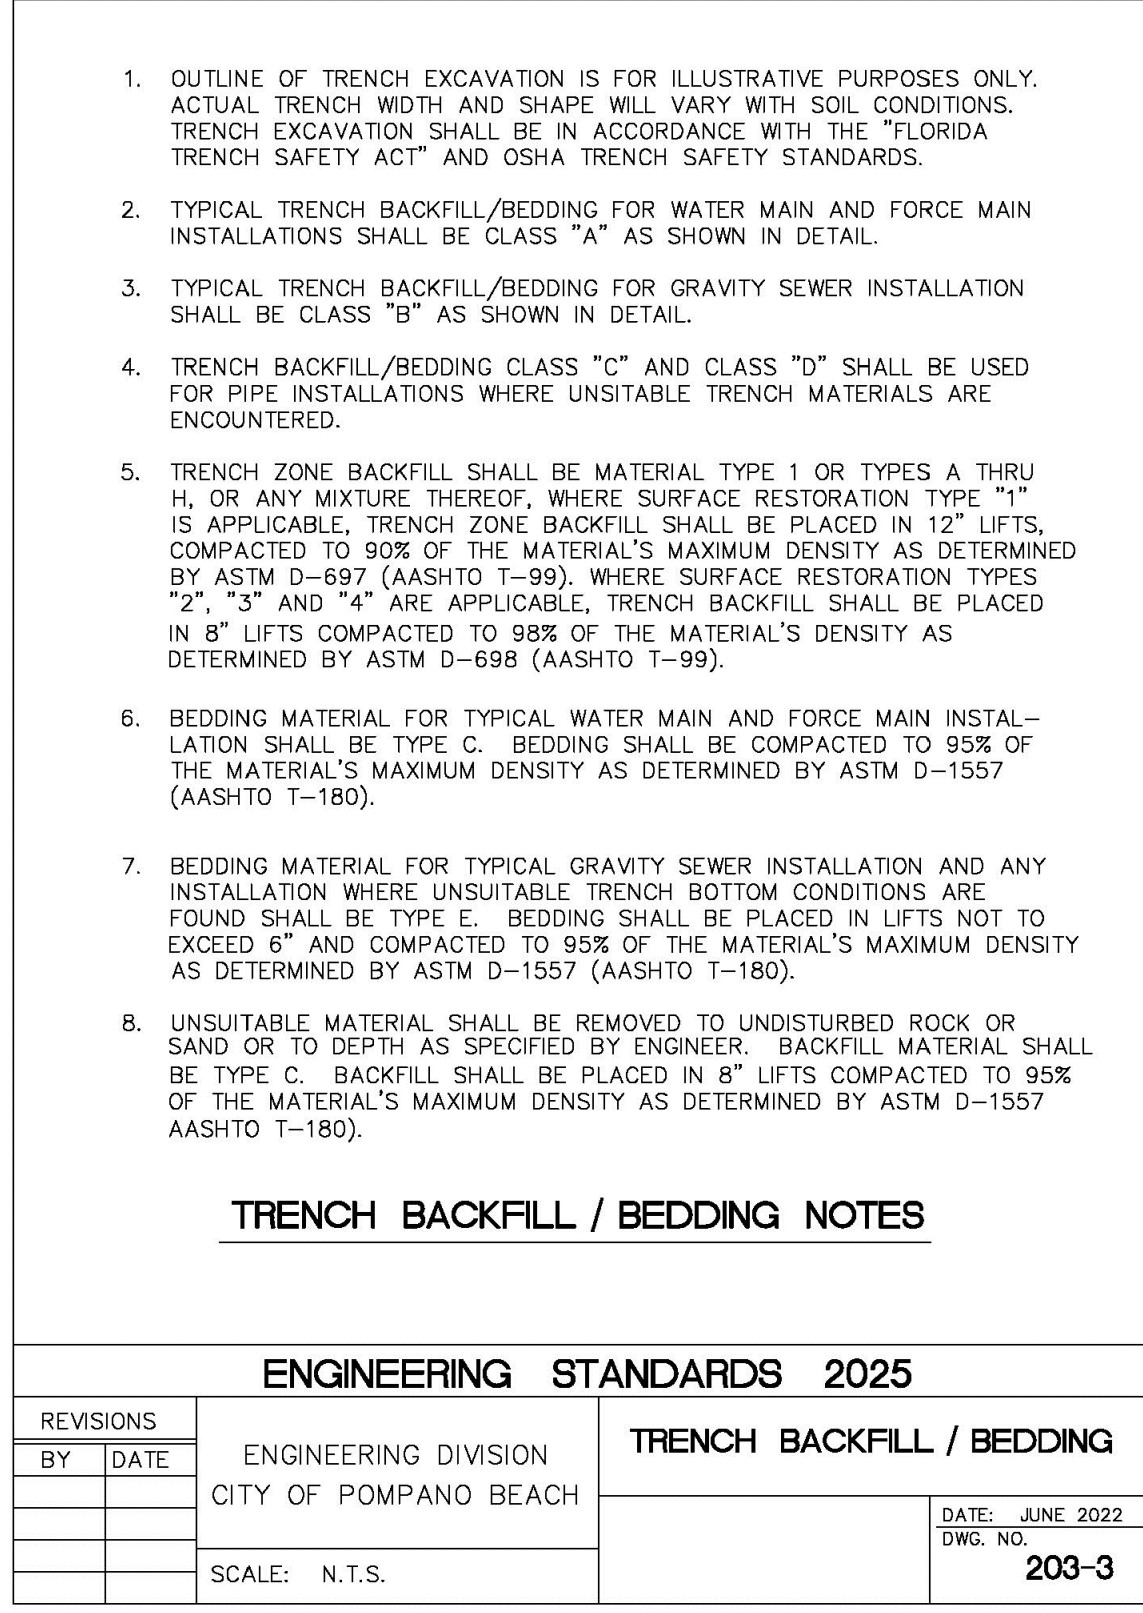 1. OUTLINE OF TRENCH EXCAVATION IS FOR ILLUSTRATIVE PURPOSES ONLY.
ACTUAL TRENCH WIDTH AND SHAPE WILL VARY WITH SOIL CONDITIONS.
TRENCH EXCAVATION SHALL BE IN ACCORDANCE WITH THE "FLORIDA
TRENCH SAFETY ACT" AND OSHA TRENCH SAFETY STANDARDS.
2. TYPICAL TRENCH BACKFILL/BEDDING FOR WATER MAIN AND FORCE MAIN
INSTALLATIONS SHALL BE CLASS "A" AS SHOWN IN DETAIL.
3. TYPICAL TRENCH BACKFILL/BEDDING FOR GRAVITY SEWER INSTALLATION
SHALL BE CLASS "B" AS SHOWN IN DETAIL.
4. TRENCH BACKFILL/BEDDING CLASS "C" AND CLASS "D" SHALL BE USED
FOR PIPE INSTALLATIONS WHERE UNSITABLE TRENCH MATERIALS ARE
ENCOUNTERED.
5. TRENCH ZONE BACKFILL SHALL BE MATERIAL TYPE 1 OR TYPES A THRU
H, OR ANY MIXTURE THEREOF, WHERE SURFACE RESTORATION TYPE "1"
IS APPLICABLE, TRENCH ZONE BACKFILL SHALL BE PLACED IN 12" LIFTS,
COMPACTED TO 90% OF THE MATERIAL'S MAXIMUM DENSITY AS DETERMINED
BY ASTM D-697 (AASHTO T-99). WHERE SURFACE RESTORATION TYPES
"2", "3" AND "4" ARE APPLICABLE, TRENCH BACKFILL SHALL BE PLACED
IN 8" LIFTS COMPACTED TO 98% OF THE MATERIAL'S DENSITY AS
DETERMINED BY ASTM D-698 (AASHTO T-99).
6. BEDDING MATERIAL FOR TYPICAL WATER MAIN AND FORCE MAIN INSTAL-
LATION SHALL BE TYPE C. BEDDING SHALL BE COMPACTED TO 95% OF
THE MATERIAL'S MAXIMUM DENSITY AS DETERMINED BY ASTM D-1557
(AASHTO T-180).
7. BEDDING MATERIAL FOR TYPICAL GRAVITY SEWER INSTALLATION AND ANY
INSTALLATION WHERE UNSUITABLE TRENCH BOTTOM CONDITIONS ARE
FOUND SHALL BE TYPE E. BEDDING SHALL BE PLACED IN LIFTS NOT TO
EXCEED 6" AND COMPACTED TO 95% OF THE MATERIAL'S MAXIMUM DENSITY
AS DETERMINED BY ASTM D-1557 (AASHTO T-180).
8. UNSUITABLE MATERIAL SHALL BE REMOVED TO UNDISTURBED ROCK OR
SAND OR TO DEPTH AS SPECIFIED BY ENGINEER. BACKFILL MATERIAL SHALL
BE TYPE C. BACKFILL SHALL BE PLACED IN 8" LIFTS COMPACTED TO 95%
OF THE MATERIAL'S MAXIMUM DENSITY AS DETERMINED BY ASTM D-1557
AASHTO T-180).
TRENCH BACKFILL / BEDDING NOTES
ENGINEERING STANDARDS 2025
REVISIONS
BY DATE
ENGINEERING DIVISION
CITY OF POMPANO BEACH
SCALE: N.T.S.
TRENCH BACKFILL / BEDDING
DATE: JUNE 2022
DWG. NO.
203-3